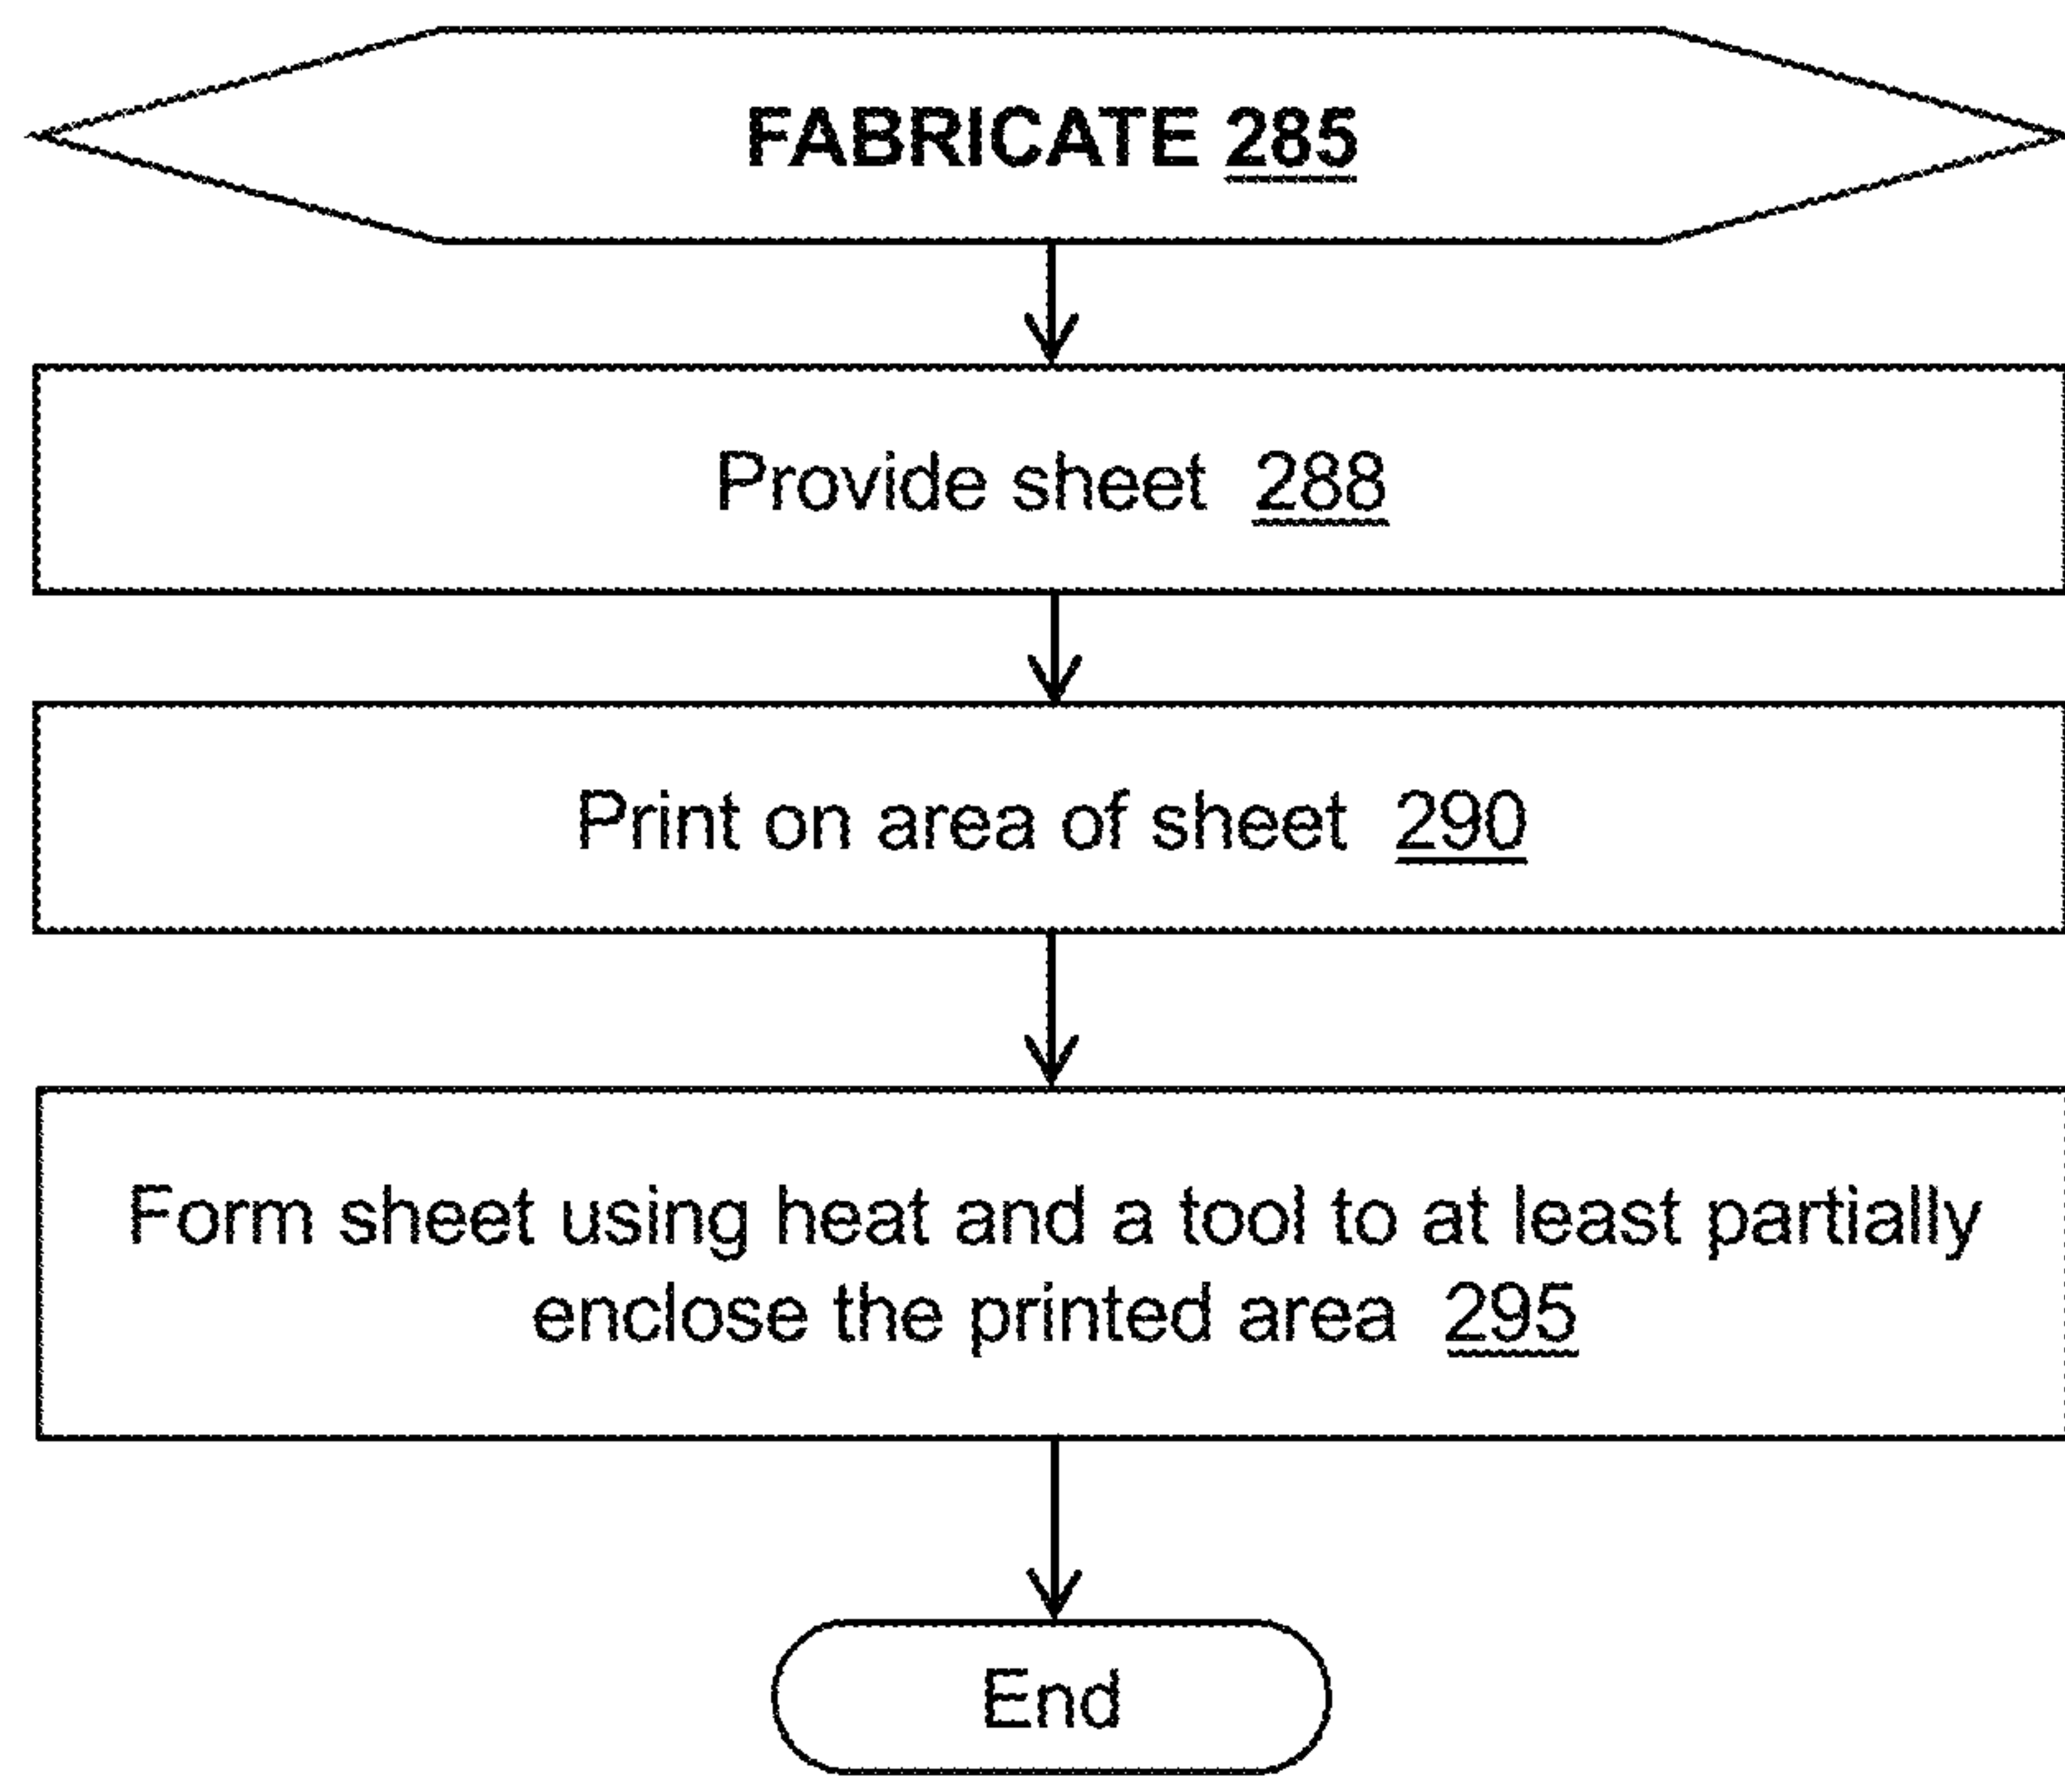 FABRICATE 285
Provide sheet 288
Print on area of sheet 290
Form sheet using heat and a tool to at least partially
enclose the printed area 295
End